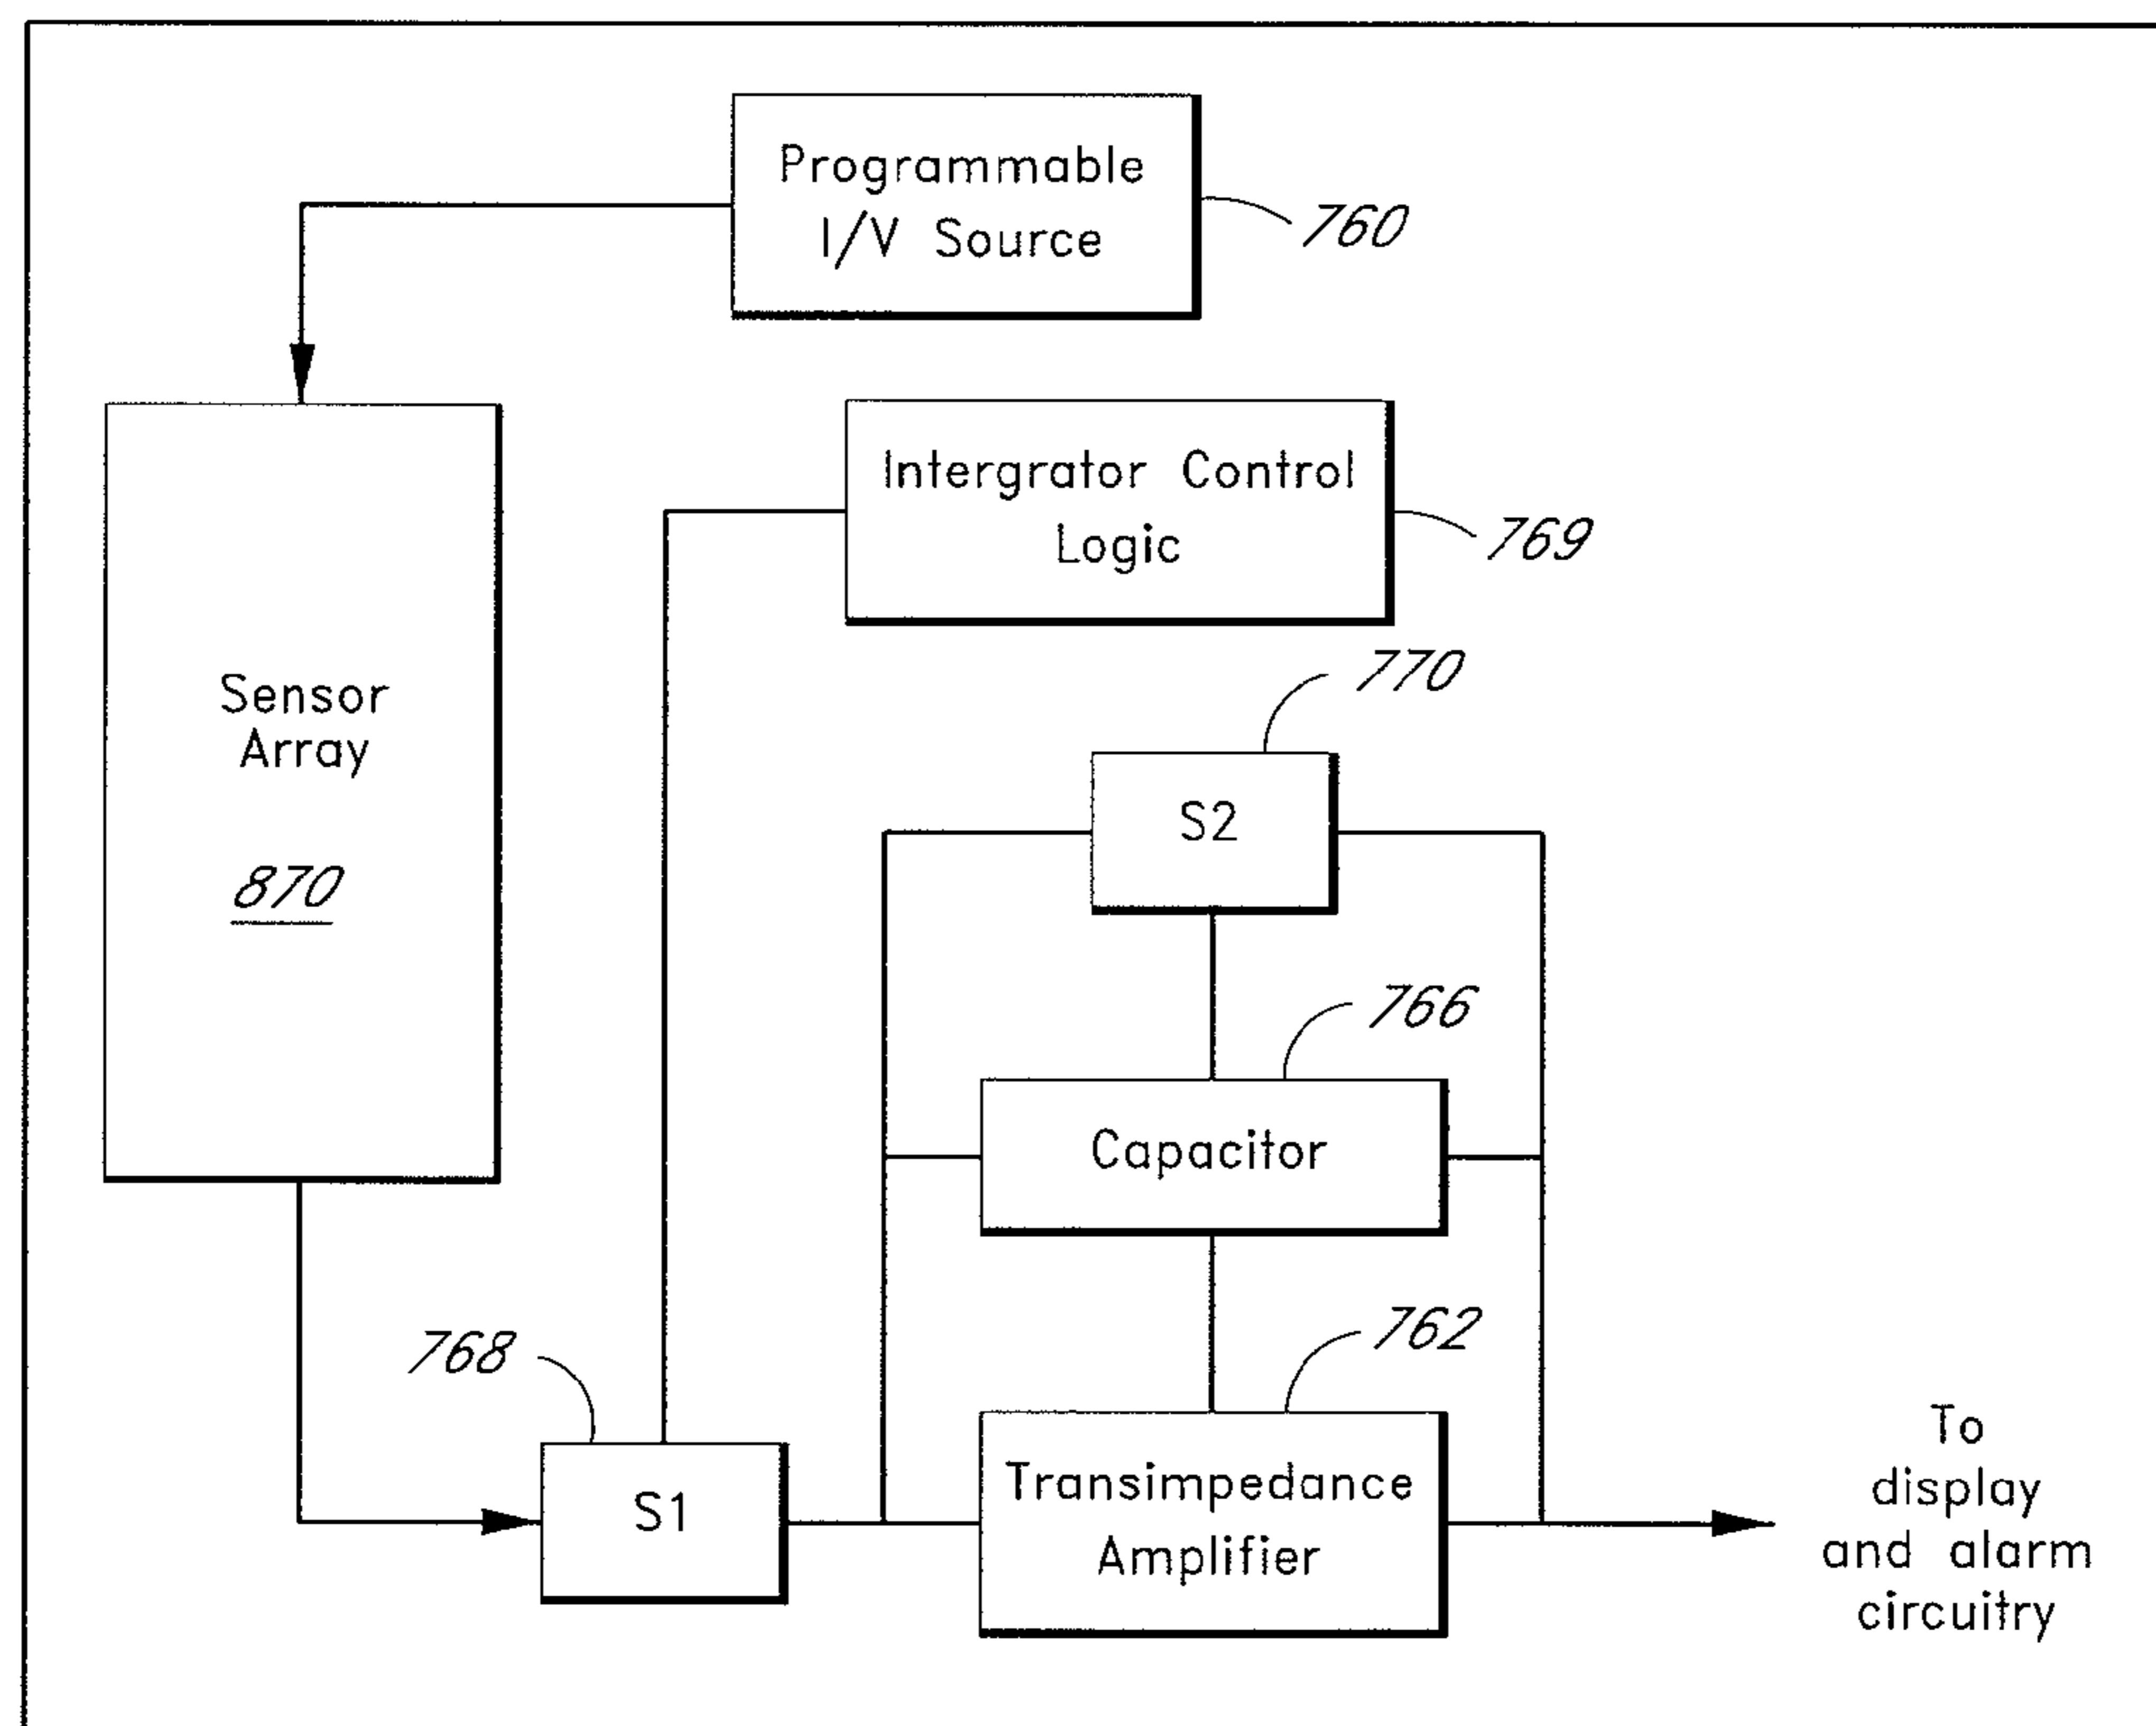 Programmable
I/V Source
760
Intergrator Control
Logic
769
Sensor
Array
870
770
S2
766
Capacitor
762
768
Transimpedance
Amplifier
S1
To
display
and alarm
circuitry